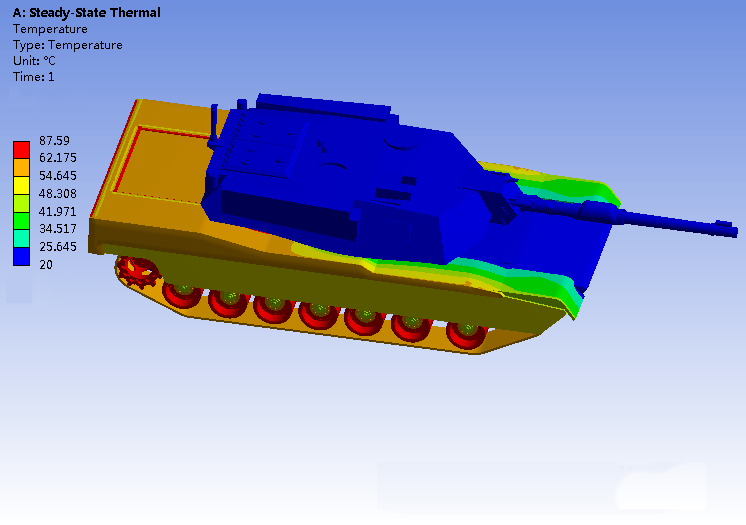 A: Steady-State Thermal
Temperature
Type: Temperature
Unit: °C
Time: 1
87.59
62.175
54.645
48.308
41.971
34.517
25.645
20